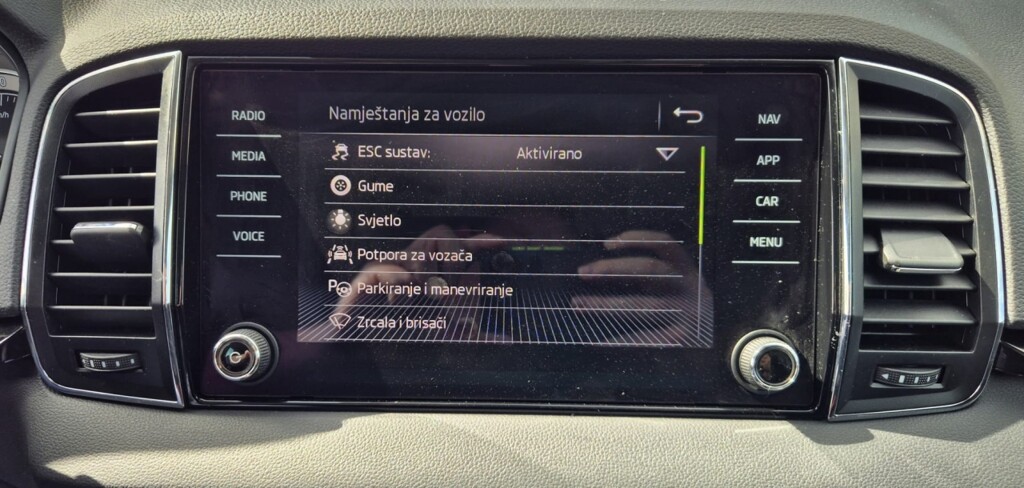 RADIO
MEDIA
PHONE
VOICE
Namještanja za vozilo
ESC sustav: Aktivirano
Gume
Svjetlo
Potpora za vozača
Parkiranje i manevriranje
Zrcala i brisači
NAV
APP
CAR
MENU